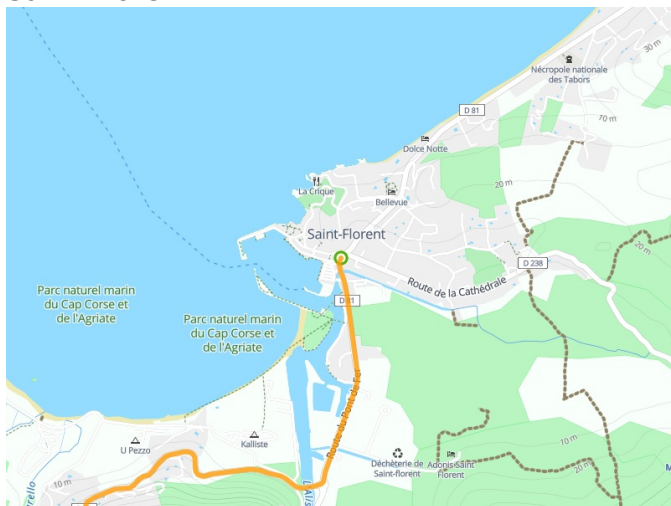 Nécropole nationale
des Tabors
30 m
D 81
10 m
Dolce Notte
20 m
La Crique
Bellevue
Saint-Florent
D 238
Route de la Cathédrale
Parc naturel marin
du Cap Corse et
de l'Agriate
Parc naturel marin
du Cap Corse et
de l'Agriate
Route du Pont de Fer
U Pezzo
Kalliste
Déchèterie de
Saint-florent
Adonis Saint
Florent
10 m
20 m
10 m